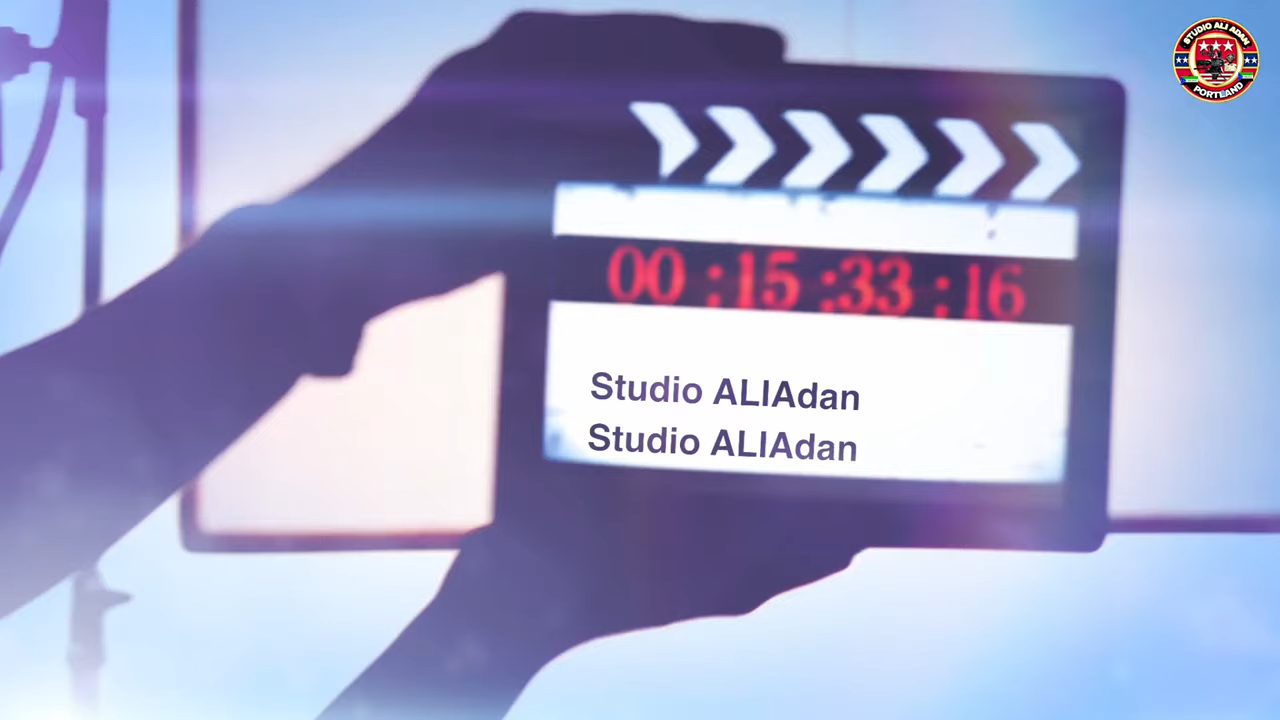 STUDIO ALI ADAN
PORTLAND
00 :15 :33 :16
Studio ALIAdan
Studio ALIAdan